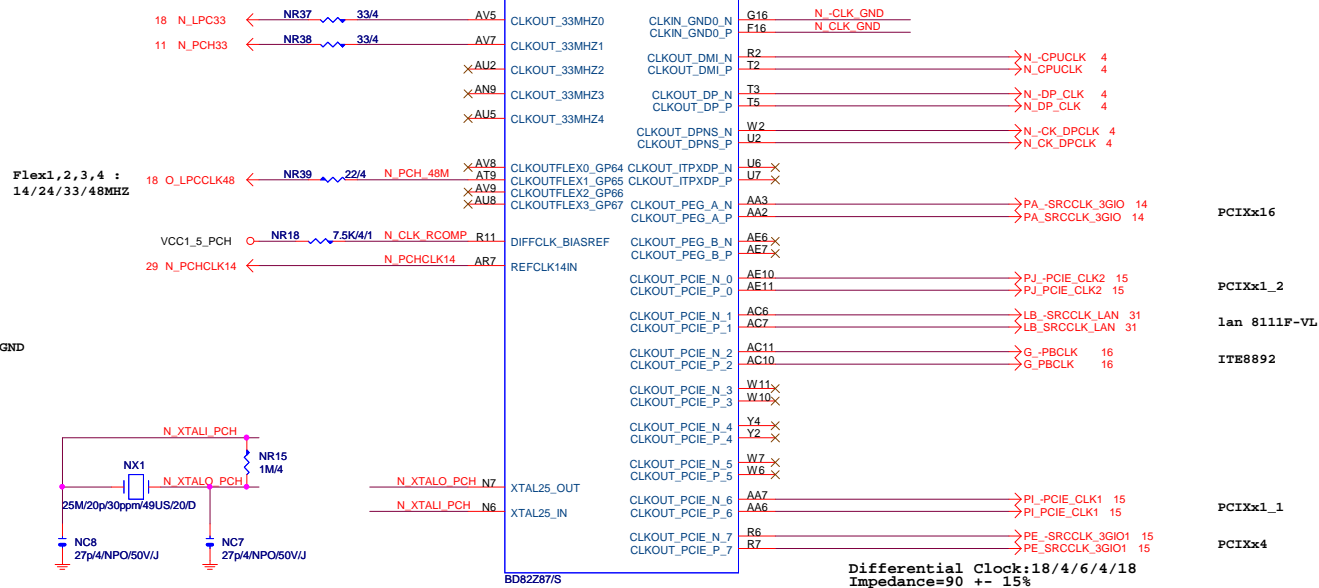 18 N_LPC33 NR37 33/4 AV5 CLKOUT_33MHZ0
11 N_PCH33 NR38 33/4 AV7 CLKOUT_33MHZ1
AU2 CLKOUT_33MHZ2
AN9 CLKOUT_33MHZ3
AU5 CLKOUT_33MHZ4
Flex1,2,3,4 :
14/24/33/48MHZ
AV8 CLKOUTFLEX0_GP64
18 O_LPCCLK48 NR39 22/4 N_PCH_48M AT9 CLKOUTFLEX1_GP65
AV9 CLKOUTFLEX2_GP66
AU8 CLKOUTFLEX3_GP67
VCC1_5_PCH NR18 7.5K/4/1 N_CLK_RCOMP R11 DIFFCLK_BIASREF
29 N_PCHCLK14 N_PCHCLK14 AR7 REFCLK14IN
GND
N_XTALI_PCH
NR15
1M/4
NX1
N_XTALO_PCH
25M/20p/30ppm/49US/20/D
NC8
27p/4/NPO/50V/J
NC7
27p/4/NPO/50V/J
N_XTALO_PCH N7 XTAL25_OUT
N_XTALI_PCH N6 XTAL25_IN
BD82Z87/S
CLKIN_GND0_N G16 N_-CLK_GND
CLKIN_GND0_P F16 N_CLK_GND
CLKOUT_DMI_N R2 N_-CPUCLK 4
CLKOUT_DMI_P T2 N_CPUCLK 4
CLKOUT_DP_N T3 N_-DP_CLK 4
CLKOUT_DP_P T5 N_DP_CLK 4
CLKOUT_DPNS_N W2 N_-CK_DPCLK 4
CLKOUT_DPNS_P U2 N_CK_DPCLK 4
CLKOUT_ITPXDP_N U6
CLKOUT_ITPXDP_P U7
CLKOUT_PEG_A_N AA3 PA_-SRCCLK_3GIO 14
CLKOUT_PEG_A_P AA2 PA_SRCCLK_3GIO 14
PCIXx16
CLKOUT_PEG_B_N AE6
CLKOUT_PEG_B_P AE7
CLKOUT_PCIE_N_0 AE10 PJ_-PCIE_CLK2 15
CLKOUT_PCIE_P_0 AE11 PJ_PCIE_CLK2 15
PCIXx1_2
CLKOUT_PCIE_N_1 AC6 LB_-SRCCLK_LAN 31
CLKOUT_PCIE_P_1 AC7 LB_SRCCLK_LAN 31
lan 8111F-VL
CLKOUT_PCIE_N_2 AC11 G_-PBCLK 16
CLKOUT_PCIE_P_2 AC10 G_PBCLK 16
ITE8892
CLKOUT_PCIE_N_3 W11
CLKOUT_PCIE_P_3 W10
CLKOUT_PCIE_N_4 Y4
CLKOUT_PCIE_P_4 Y2
CLKOUT_PCIE_N_5 W7
CLKOUT_PCIE_P_5 W6
CLKOUT_PCIE_N_6 AA7 PI_-PCIE_CLK1 15
CLKOUT_PCIE_P_6 AA6 PI_PCIE_CLK1 15
PCIXx1_1
CLKOUT_PCIE_N_7 R6 PE_-SRCCLK_3GIO1 15
CLKOUT_PCIE_P_7 R7 PE_SRCCLK_3GIO1 15
PCIXx4
Differential Clock:18/4/6/4/18
Impedance=90 +- 15%